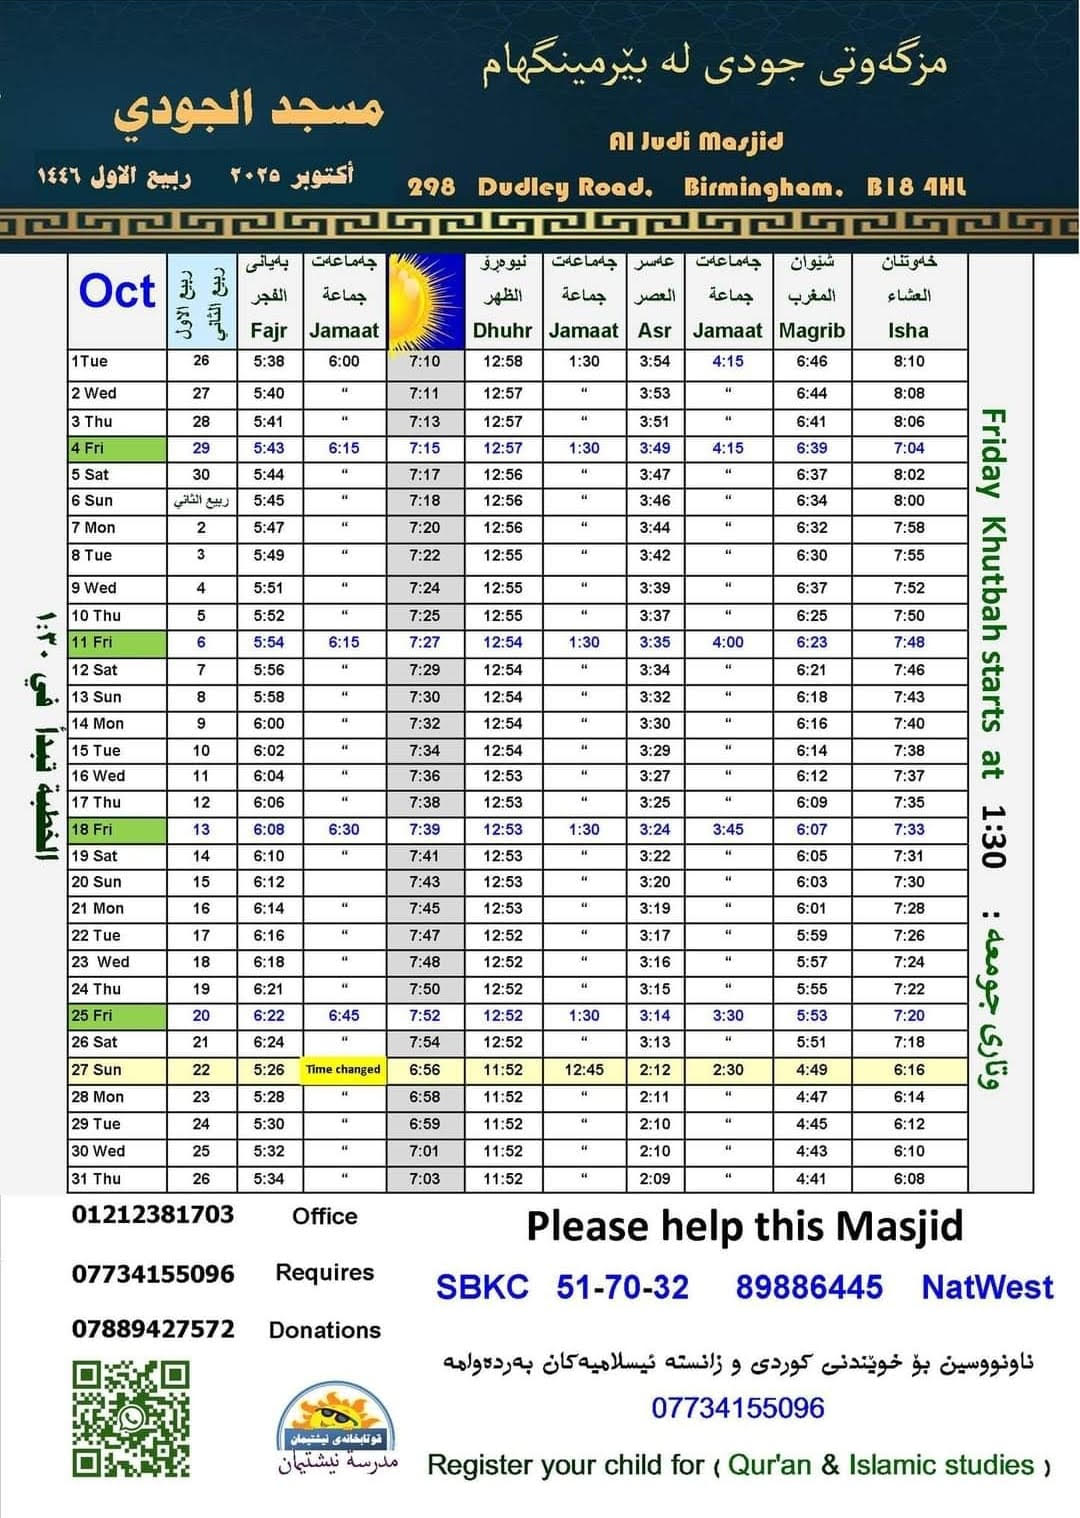 مزگەوتی جودی لە بێرمینگهام
مسجد الجودي
Al Judi Masjid
أكتوبر ٢٠٢٥ ربيع الاول ١٤٤٦
298 Dudley Road, Birmingham, B18 4HL
Oct ربيع الاول ربيع الثاني بەیانی الفجر Fajr جەماعەت جماعة Jamaat نیوەڕۆ الظهر Dhuhr جەماعەت جماعة Jamaat عەسر العصر Asr جەماعەت جماعة Jamaat شێوان المغرب Magrib خەوتنان العشاء Isha
1Tue 26 5:38 6:00 7:10 12:58 1:30 3:54 4:15 6:46 8:10
2 Wed 27 5:40 “ 7:11 12:57 “ 3:53 “ 6:44 8:08
3 Thu 28 5:41 “ 7:13 12:57 “ 3:51 “ 6:41 8:06
4 Fri 29 5:43 6:15 7:15 12:57 1:30 3:49 4:15 6:39 7:04
5 Sat 30 5:44 “ 7:17 12:56 “ 3:47 “ 6:37 8:02
6 Sun ربيع الثاني 5:45 “ 7:18 12:56 “ 3:46 “ 6:34 8:00
7 Mon 2 5:47 “ 7:20 12:56 “ 3:44 “ 6:32 7:58
8 Tue 3 5:49 “ 7:22 12:55 “ 3:42 “ 6:30 7:55
9 Wed 4 5:51 “ 7:24 12:55 “ 3:39 “ 6:37 7:52
10 Thu 5 5:52 “ 7:25 12:55 “ 3:37 “ 6:25 7:50
11 Fri 6 5:54 6:15 7:27 12:54 1:30 3:35 4:00 6:23 7:48
12 Sat 7 5:56 “ 7:29 12:54 “ 3:34 “ 6:21 7:46
13 Sun 8 5:58 “ 7:30 12:54 “ 3:32 “ 6:18 7:43
14 Mon 9 6:00 “ 7:32 12:54 “ 3:30 “ 6:16 7:40
15 Tue 10 6:02 “ 7:34 12:54 “ 3:29 “ 6:14 7:38
16 Wed 11 6:04 “ 7:36 12:53 “ 3:27 “ 6:12 7:37
17 Thu 12 6:06 “ 7:38 12:53 “ 3:25 “ 6:09 7:35
18 Fri 13 6:08 6:30 7:39 12:53 1:30 3:24 3:45 6:07 7:33
19 Sat 14 6:10 “ 7:41 12:53 “ 3:22 “ 6:05 7:31
20 Sun 15 6:12 7:43 12:53 “ 3:20 “ 6:03 7:30
21 Mon 16 6:14 “ 7:45 12:53 “ 3:19 “ 6:01 7:28
22 Tue 17 6:16 “ 7:47 12:52 “ 3:17 “ 5:59 7:26
23 Wed 18 6:18 “ 7:48 12:52 “ 3:16 “ 5:57 7:24
24 Thu 19 6:21 “ 7:50 12:52 “ 3:15 “ 5:55 7:22
25 Fri 20 6:22 6:45 7:52 12:52 1:30 3:14 3:30 5:53 7:20
26 Sat 21 6:24 “ 7:54 12:52 “ 3:13 “ 5:51 7:18
27 Sun 22 5:26 Time changed 6:56 11:52 12:45 2:12 2:30 4:49 6:16
28 Mon 23 5:28 “ 6:58 11:52 “ 2:11 “ 4:47 6:14
29 Tue 24 5:30 “ 6:59 11:52 “ 2:10 “ 4:45 6:12
30 Wed 25 5:32 “ 7:01 11:52 “ 2:10 “ 4:43 6:10
31 Thu 26 5:34 “ 7:03 11:52 “ 2:09 “ 4:41 6:08
الخطبة تبدأ في ١:٣٠
Friday Khutbah starts at 1:30 : وتاری جومعە
01212381703 Office
07734155096 Requires
07889427572 Donations
Please help this Masjid
SBKC 51-70-32 89886445 NatWest
ناونووسین بۆ خوێندنی کوردی و زانستە ئیسلامیەکان بەردەوامە
07734155096
قوتابخانەی نیشتیمان
مدرسة نیشتیمان
Register your child for ( Qur'an & Islamic studies )